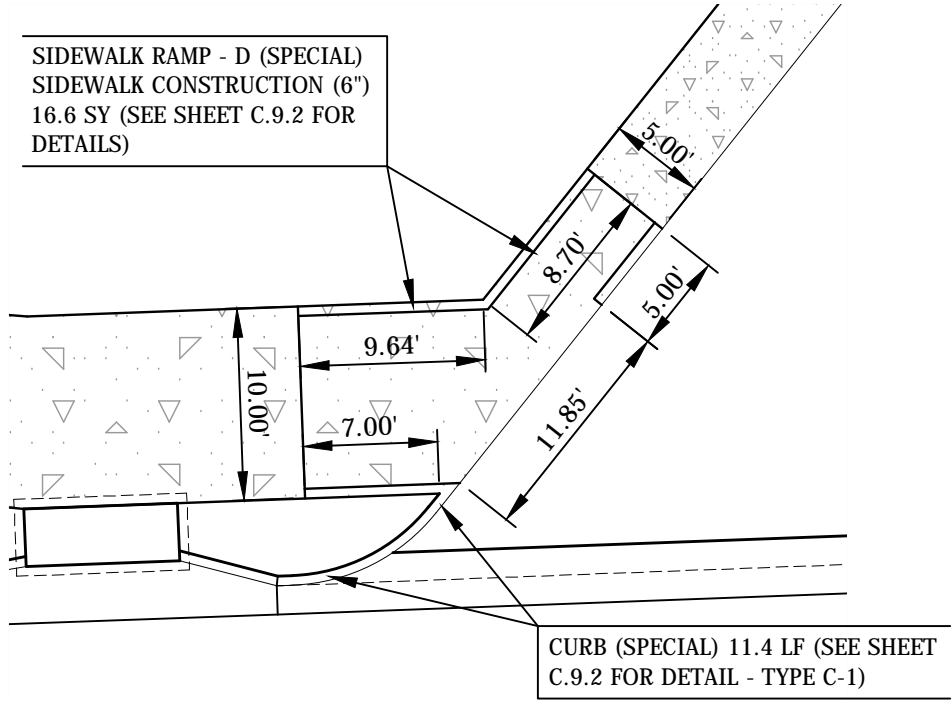 SIDEWALK RAMP - D (SPECIAL)
SIDEWALK CONSTRUCTION (6")
16.6 SY (SEE SHEET C.9.2 FOR
DETAILS)
5.00'
8.70'
5.00'
9.64'
10.00'
11.85'
7.00'
CURB (SPECIAL) 11.4 LF (SEE SHEET
C.9.2 FOR DETAIL - TYPE C-1)